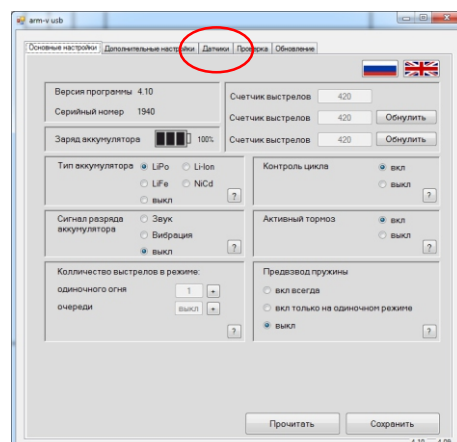 arm-v usb
Основные настройки Дополнительные настройки Датчики Проверка Обновление
Версия программы 4.10
Серийный номер 1940
Счетчик выстрелов 420
Счетчик выстрелов 420 Обнулить
Счетчик выстрелов 420 Обнулить
Заряд аккумулятора 100%
Тип аккумулятора LiPo Li-Ion
LiFe NiCd
выкл
?
Контроль цикла вкл
выкл
?
Сигнал разряда аккумулятора Звук
Вибрация
выкл
?
Активный тормоз вкл
выкл
?
Колличество выстрелов в режиме:
одиночного огня 1 +
очереди выкл +
?
Предвзвод пружины
вкл всегда
вкл только на одиночном режиме
выкл
?
Прочитать Сохранить